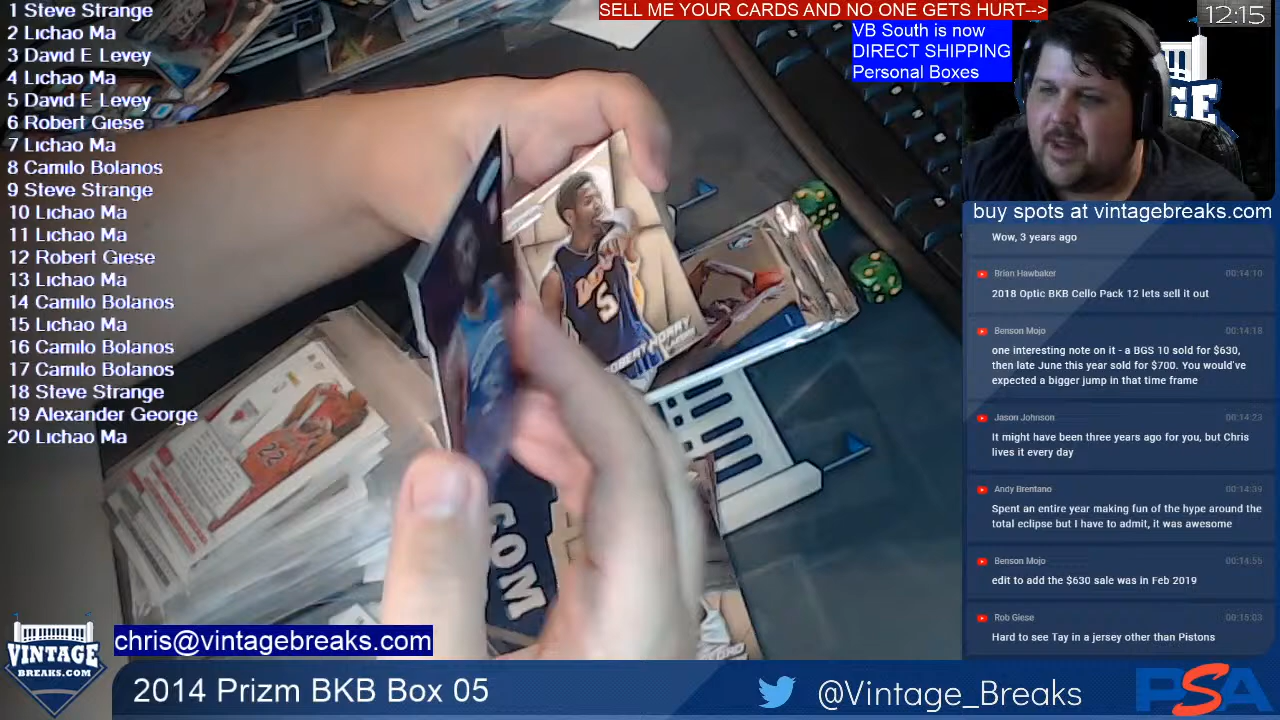 1 Steve Strange
2 Lichao Ma
3 David E Levey
4 Lichao Ma
5 David E Levey
6 Robert Giese
7 Lichao Ma
8 Camilo Bolanos
9 Steve Strange
10 Lichao Ma
11 Lichao Ma
12 Robert Giese
13 Lichao Ma
14 Camilo Bolanos
15 Lichao Ma
16 Camilo Bolanos
17 Camilo Bolanos
18 Steve Strange
19 Alexander George
20 Lichao Ma
SELL ME YOUR CARDS AND NO ONE GETS HURT-->
VB South is now
DIRECT SHIPPING
Personal Boxes
12:15
buy spots at vintagebreaks.com
Wow, 3 years ago
Brian Hawbaker 00:14:10
2018 Optic BKB Cello Pack 12 lets sell it out
Benson Mojo 00:14:18
one interesting note on it - a BGS 10 sold for $630,
then late June this year sold for $700. You would've
expected a bigger jump in that time frame
Jason Johnson 00:14:23
It might have been three years ago for you, but Chris
lives it every day
Andy Brentano 00:14:39
Spent an entire year making fun of the hype around the
total eclipse but I have to admit, it was awesome
Benson Mojo 00:14:55
edit to add the $630 sale was in Feb 2019
Rob Giese 00:15:03
Hard to see Tay in a jersey other than Pistons
5
22
COM
VINTAGE
BREAKS.COM
chris@vintagebreaks.com
2014 Prizm BKB Box 05
@Vintage_Breaks
PSA